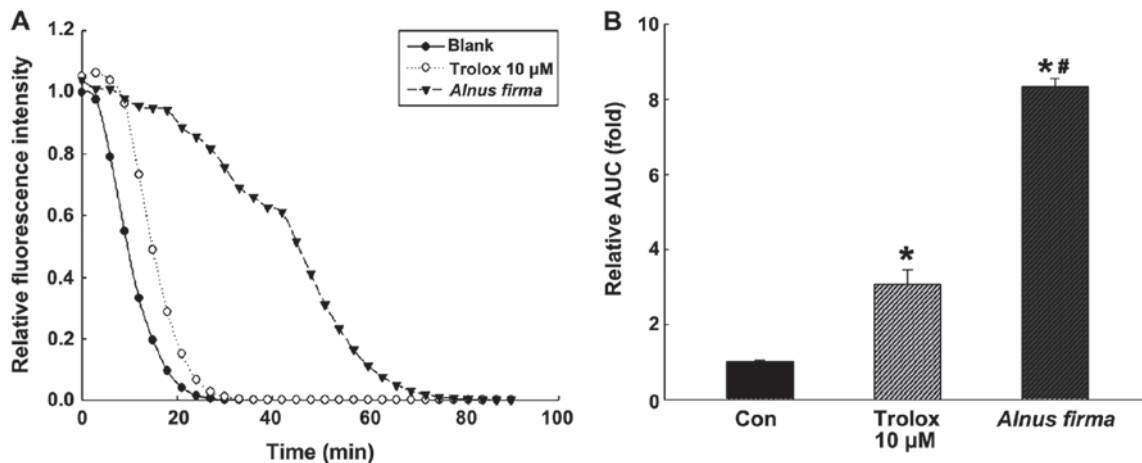 A
Relative fluorescence intensity
1.2
1.0
0.8
0.6
0.4
0.2
0.0
0
20
40
60
80
100
Time (min)
Blank
Trolox 10 µM
Alnus firma
B
Relative AUC (fold)
10
8
6
4
2
0
*
*#
Con
Trolox
10 µM
Alnus firma